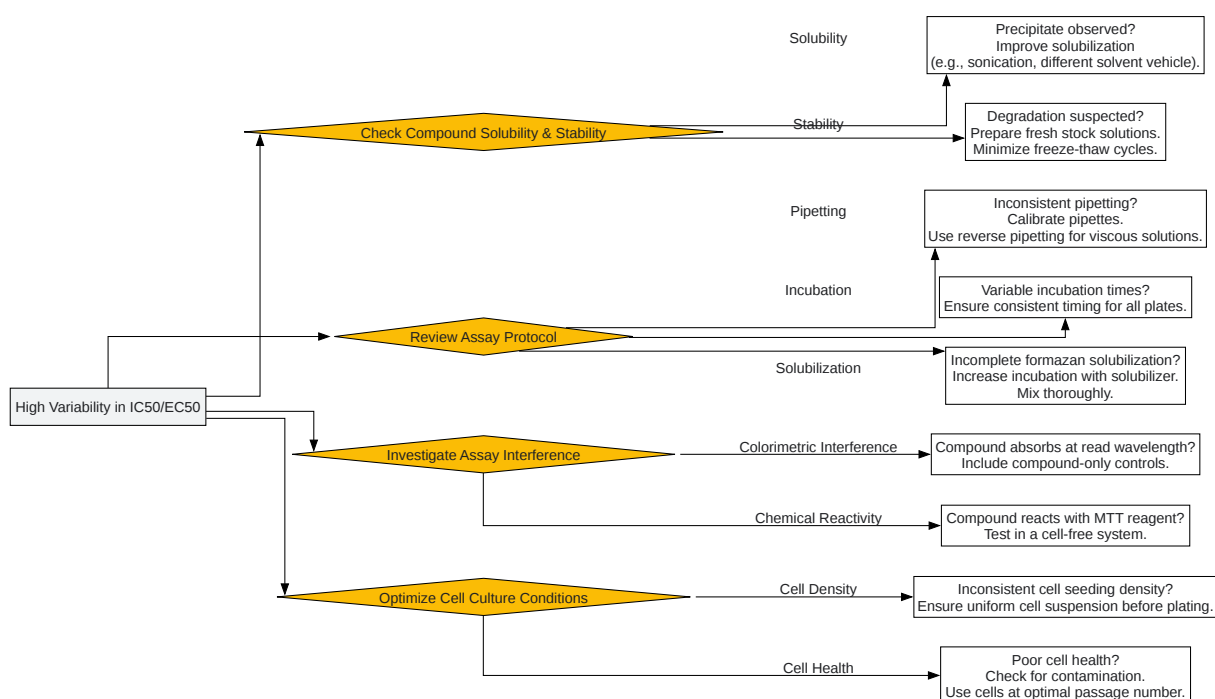 Solubility
Precipitate observed?
Improve solubilization
(e.g., sonication, different solvent vehicle).
Check Compound Solubility & Stability
Stability
Degradation suspected?
Prepare fresh stock solutions.
Minimize freeze-thaw cycles.
Pipetting
Inconsistent pipetting?
Calibrate pipettes.
Use reverse pipetting for viscous solutions.
Incubation
Variable incubation times?
Ensure consistent timing for all plates.
Review Assay Protocol
Solubilization
Incomplete formazan solubilization?
Increase incubation with solubilizer.
Mix thoroughly.
High Variability in IC50/EC50
Investigate Assay Interference
Colorimetric Interference
Compound absorbs at read wavelength?
Include compound-only controls.
Chemical Reactivity
Compound reacts with MTT reagent?
Test in a cell-free system.
Optimize Cell Culture Conditions
Cell Density
Inconsistent cell seeding density?
Ensure uniform cell suspension before plating.
Cell Health
Poor cell health?
Check for contamination.
Use cells at optimal passage number.